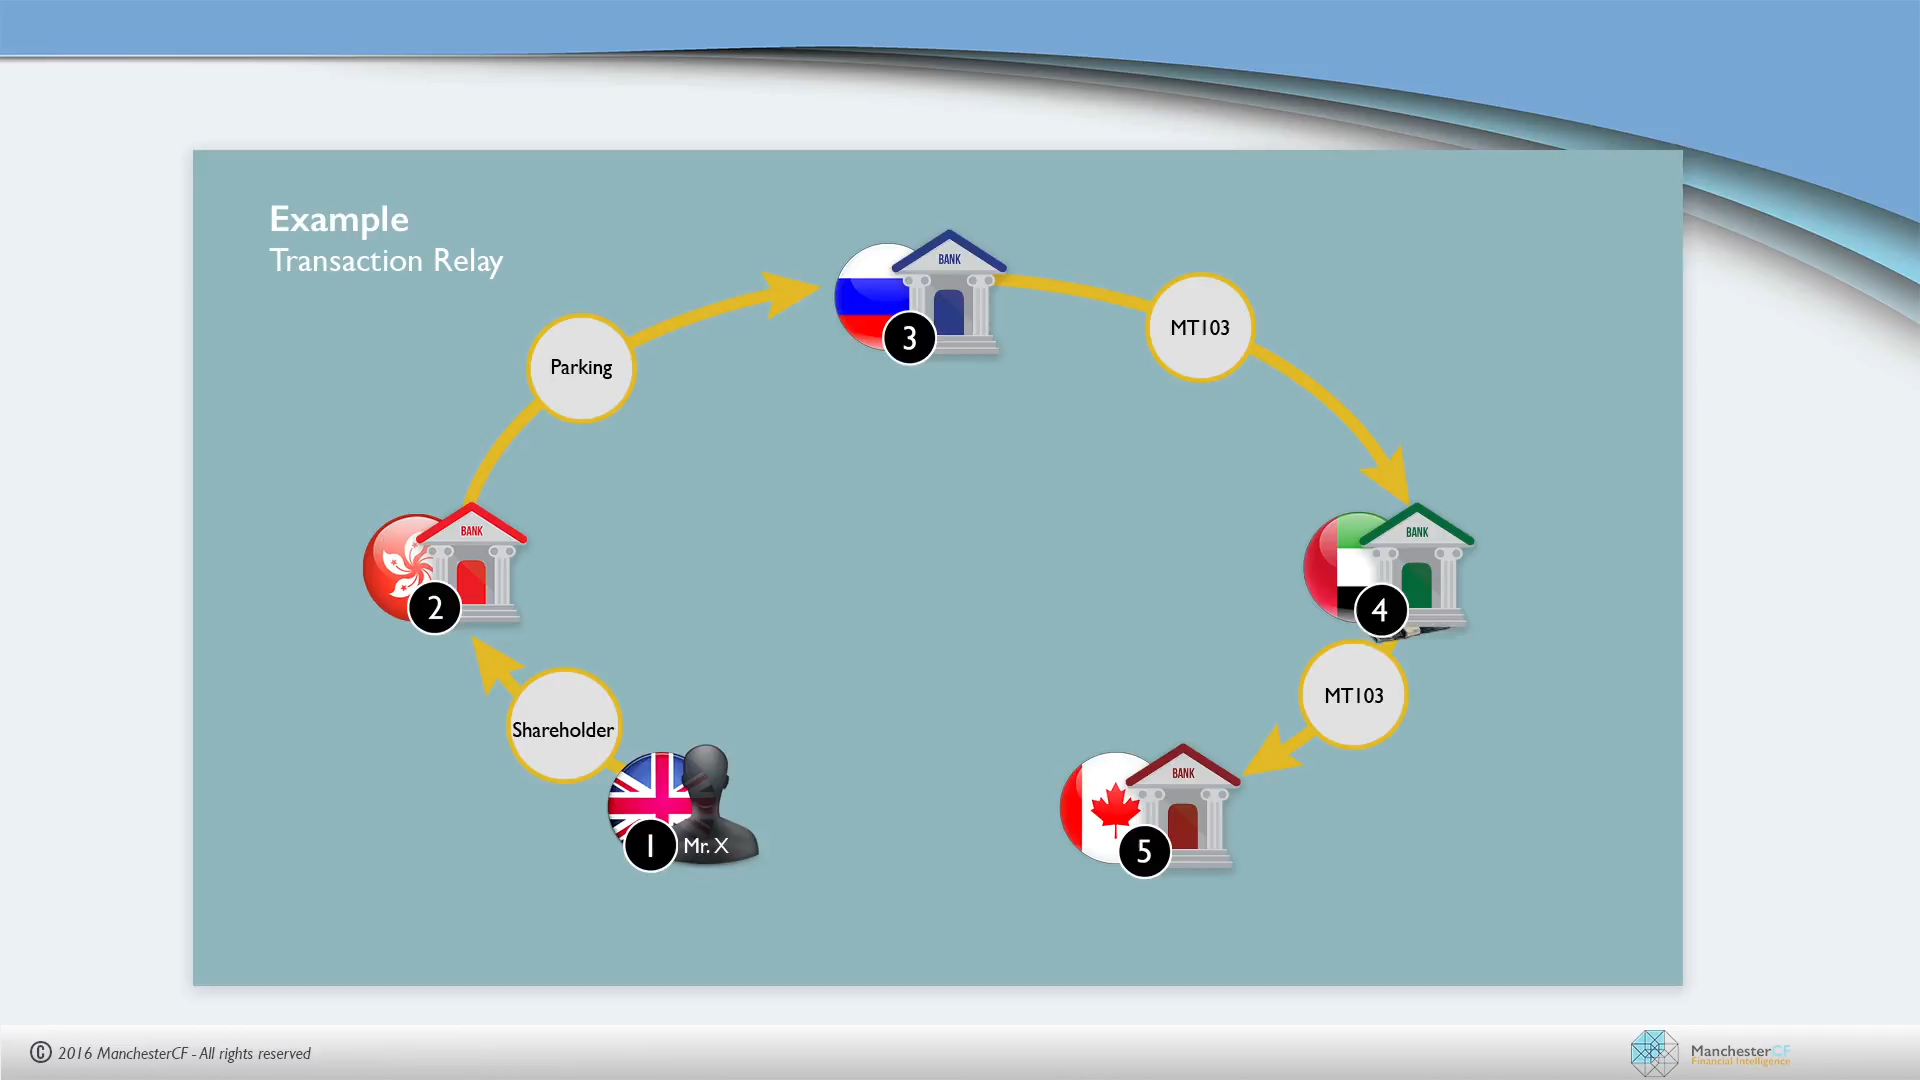 Example
Transaction Relay
BANK
3
MT103
Parking
BANK
2
BANK
4
Shareholder
MT103
1
Mr. X
BANK
5
© 2016 ManchesterCF - All rights reserved
ManchesterCF
Financial Intelligence